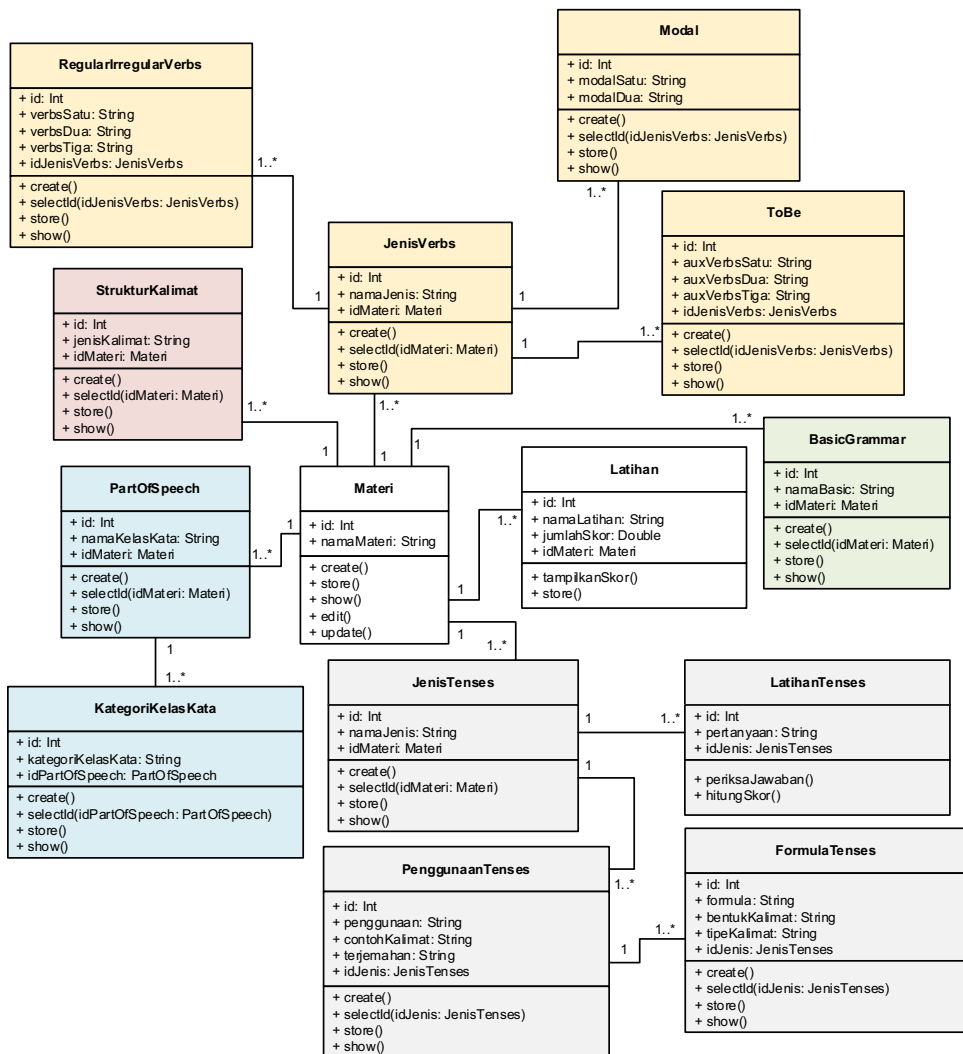 Modal
+ id: Int
+ modalSatu: String
+ modalDua: String
+ create()
+ selectId(idJenisVerbs: JenisVerbs)
+ store()
+ show()
1..*
RegularIrregularVerbs
+ id: Int
+ verbsSatu: String
+ verbsDua: String
+ verbsTiga: String
+ idJenisVerbs: JenisVerbs
+ create()
+ selectId(idJenisVerbs: JenisVerbs)
+ store()
+ show()
1..*
ToBe
+ id: Int
+ auxVerbsSatu: String
+ auxVerbsDua: String
+ auxVerbsTiga: String
+ idJenisVerbs: JenisVerbs
+ create()
+ selectId(idJenisVerbs: JenisVerbs)
+ store()
+ show()
1..*
JenisVerbs
+ id: Int
+ namaJenis: String
+ idMateri: Materi
+ create()
+ selectId(idMateri: Materi)
+ store()
+ show()
1
1
1
1..*
StrukturKalimat
+ id: Int
+ jenisKalimat: String
+ idMateri: Materi
+ create()
+ selectId(idMateri: Materi)
+ store()
+ show()
1..*
BasicGrammar
+ id: Int
+ namaBasic: String
+ idMateri: Materi
+ create()
+ selectId(idMateri: Materi)
+ store()
+ show()
1..*
PartOfSpeech
+ id: Int
+ namaKelasKata: String
+ idMateri: Materi
+ create()
+ selectId(idMateri: Materi)
+ store()
+ show()
1..*
1
Materi
+ id: Int
+ namaMateri: String
+ create()
+ store()
+ show()
+ edit()
+ update()
1
1
1
1
1
1
Latihan
+ id: Int
+ namaLatihan: String
+ jumlahSkor: Double
+ idMateri: Materi
+ tampilkanSkor()
+ store()
1..*
KategoriKelasKata
+ id: Int
+ kategoriKelasKata: String
+ idPartOfSpeech: PartOfSpeech
+ create()
+ selectId(idPartOfSpeech: PartOfSpeech)
+ store()
+ show()
1..*
JenisTenses
+ id: Int
+ namaJenis: String
+ idMateri: Materi
+ create()
+ selectId(idMateri: Materi)
+ store()
+ show()
1..*
1
1
LatihanTenses
+ id: Int
+ pertanyaan: String
+ idJenis: JenisTenses
+ periksaJawaban()
+ hitungSkor()
1..*
PenggunaanTenses
+ id: Int
+ penggunaan: String
+ contohKalimat: String
+ terjemahan: String
+ idJenis: JenisTenses
+ create()
+ selectId(idJenis: JenisTenses)
+ store()
+ show()
1..*
1
FormulaTenses
+ id: Int
+ formula: String
+ bentukKalimat: String
+ tipeKalimat: String
+ idJenis: JenisTenses
+ create()
+ selectId(idJenis: JenisTenses)
+ store()
+ show()
1..*